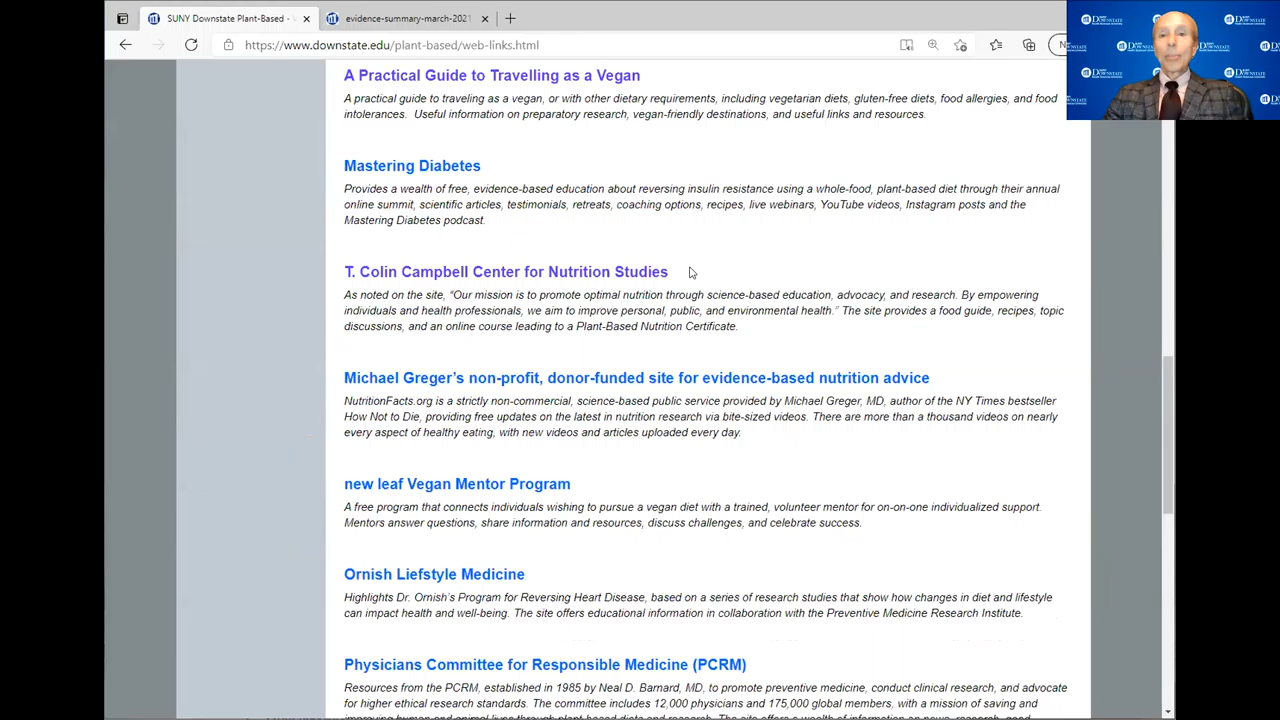 SUNY Downstate Plant-Based -
evidence-summary-march-2021
https://www.downstate.edu/plant-based/web-links.html
DOWNSTATE
A Practical Guide to Travelling as a Vegan
A practical guide to traveling as a vegan, or with other dietary requirements, including vegetarian diets, gluten-free diets, food allergies, and food
intolerances. Useful information on preparatory research, vegan-friendly destinations, and useful links and resources.
Mastering Diabetes
Provides a wealth of free, evidence-based education about reversing insulin resistance using a whole-food, plant-based diet through their annual
online summit, scientific articles, testimonials, retreats, coaching options, recipes, live webinars, YouTube videos, Instagram posts and the
Mastering Diabetes podcast.
T. Colin Campbell Center for Nutrition Studies
As noted on the site, “Our mission is to promote optimal nutrition through science-based education, advocacy, and research. By empowering
individuals and health professionals, we aim to improve personal, public, and environmental health.” The site provides a food guide, recipes, topic
discussions, and an online course leading to a Plant-Based Nutrition Certificate.
Michael Greger’s non-profit, donor-funded site for evidence-based nutrition advice
NutritionFacts.org is a strictly non-commercial, science-based public service provided by Michael Greger, MD, author of the NY Times bestseller
How Not to Die, providing free updates on the latest in nutrition research via bite-sized videos. There are more than a thousand videos on nearly
every aspect of healthy eating, with new videos and articles uploaded every day.
new leaf Vegan Mentor Program
A free program that connects individuals wishing to pursue a vegan diet with a trained, volunteer mentor for on-on-one individualized support.
Mentors answer questions, share information and resources, discuss challenges, and celebrate success.
Ornish Liefstyle Medicine
Highlights Dr. Ornish’s Program for Reversing Heart Disease, based on a series of research studies that show how changes in diet and lifestyle
can impact health and well-being. The site offers educational information in collaboration with the Preventive Medicine Research Institute.
Physicians Committee for Responsible Medicine (PCRM)
Resources from the PCRM, established in 1985 by Neal D. Barnard, MD, to promote preventive medicine, conduct clinical research, and advocate
for higher ethical research standards. The committee includes 12,000 physicians and 175,000 global members, with a mission of saving and